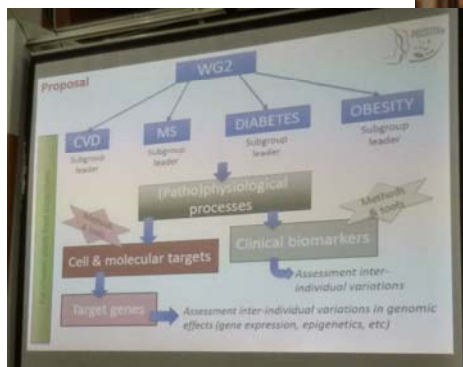 Proposal
WG2
POSITIVe
CVD
Subgroup
leader
MS
Subgroup
leader
DIABETES
Subgroup
leader
OBESITY
Subgroup
leader
(Patho)physiological
processes
Methods
& tools
Cell & molecular targets
Clinical biomarkers
Assessment inter-
individual variations
Target genes
Assessment inter-individual variations in genomic
effects (gene expression, epigenetics, etc)